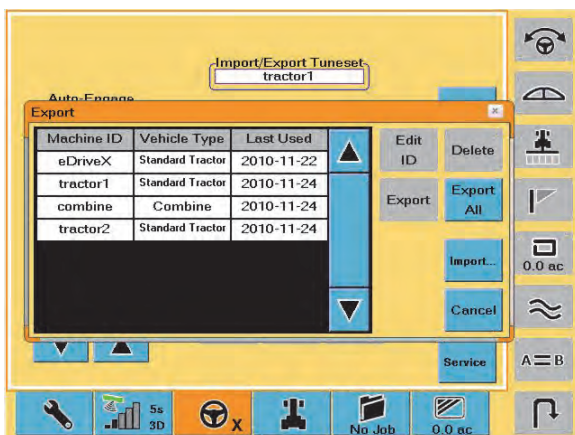 Import/Export Tuneset
tractor1
Auto-Engage
Export
Machine ID Vehicle Type Last Used
eDriveX Standard Tractor 2010-11-22
tractor1 Standard Tractor 2010-11-24
combine Combine 2010-11-24
tractor2 Standard Tractor 2010-11-24
Edit ID
Delete
Export
Export All
Import...
Cancel
Service
0.0 ac
A B
5s
3D
X
No Job
0.0 ac